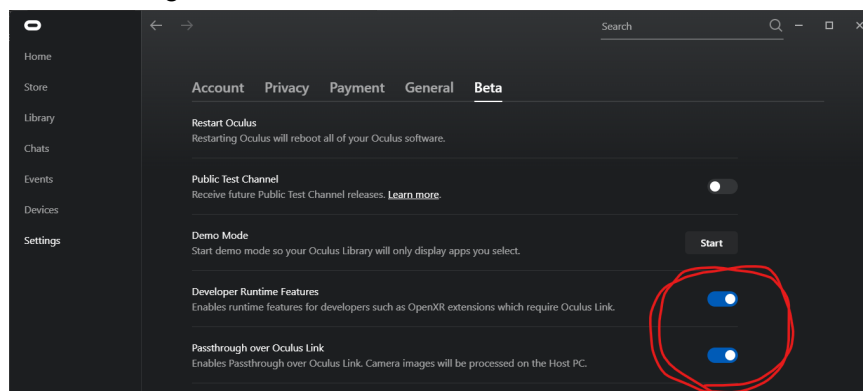 Search
Home
Store
Library
Chats
Events
Devices
Settings
Account Privacy Payment General Beta
Restart Oculus
Restarting Oculus will reboot all of your Oculus software.
Public Test Channel
Receive future Public Test Channel releases. Learn more.
Demo Mode
Start demo mode so your Oculus Library will only display apps you select.
Start
Developer Runtime Features
Enables runtime features for developers such as OpenXR extensions which require Oculus Link.
Passthrough over Oculus Link
Enables Passthrough over Oculus Link. Camera images will be processed on the Host PC.